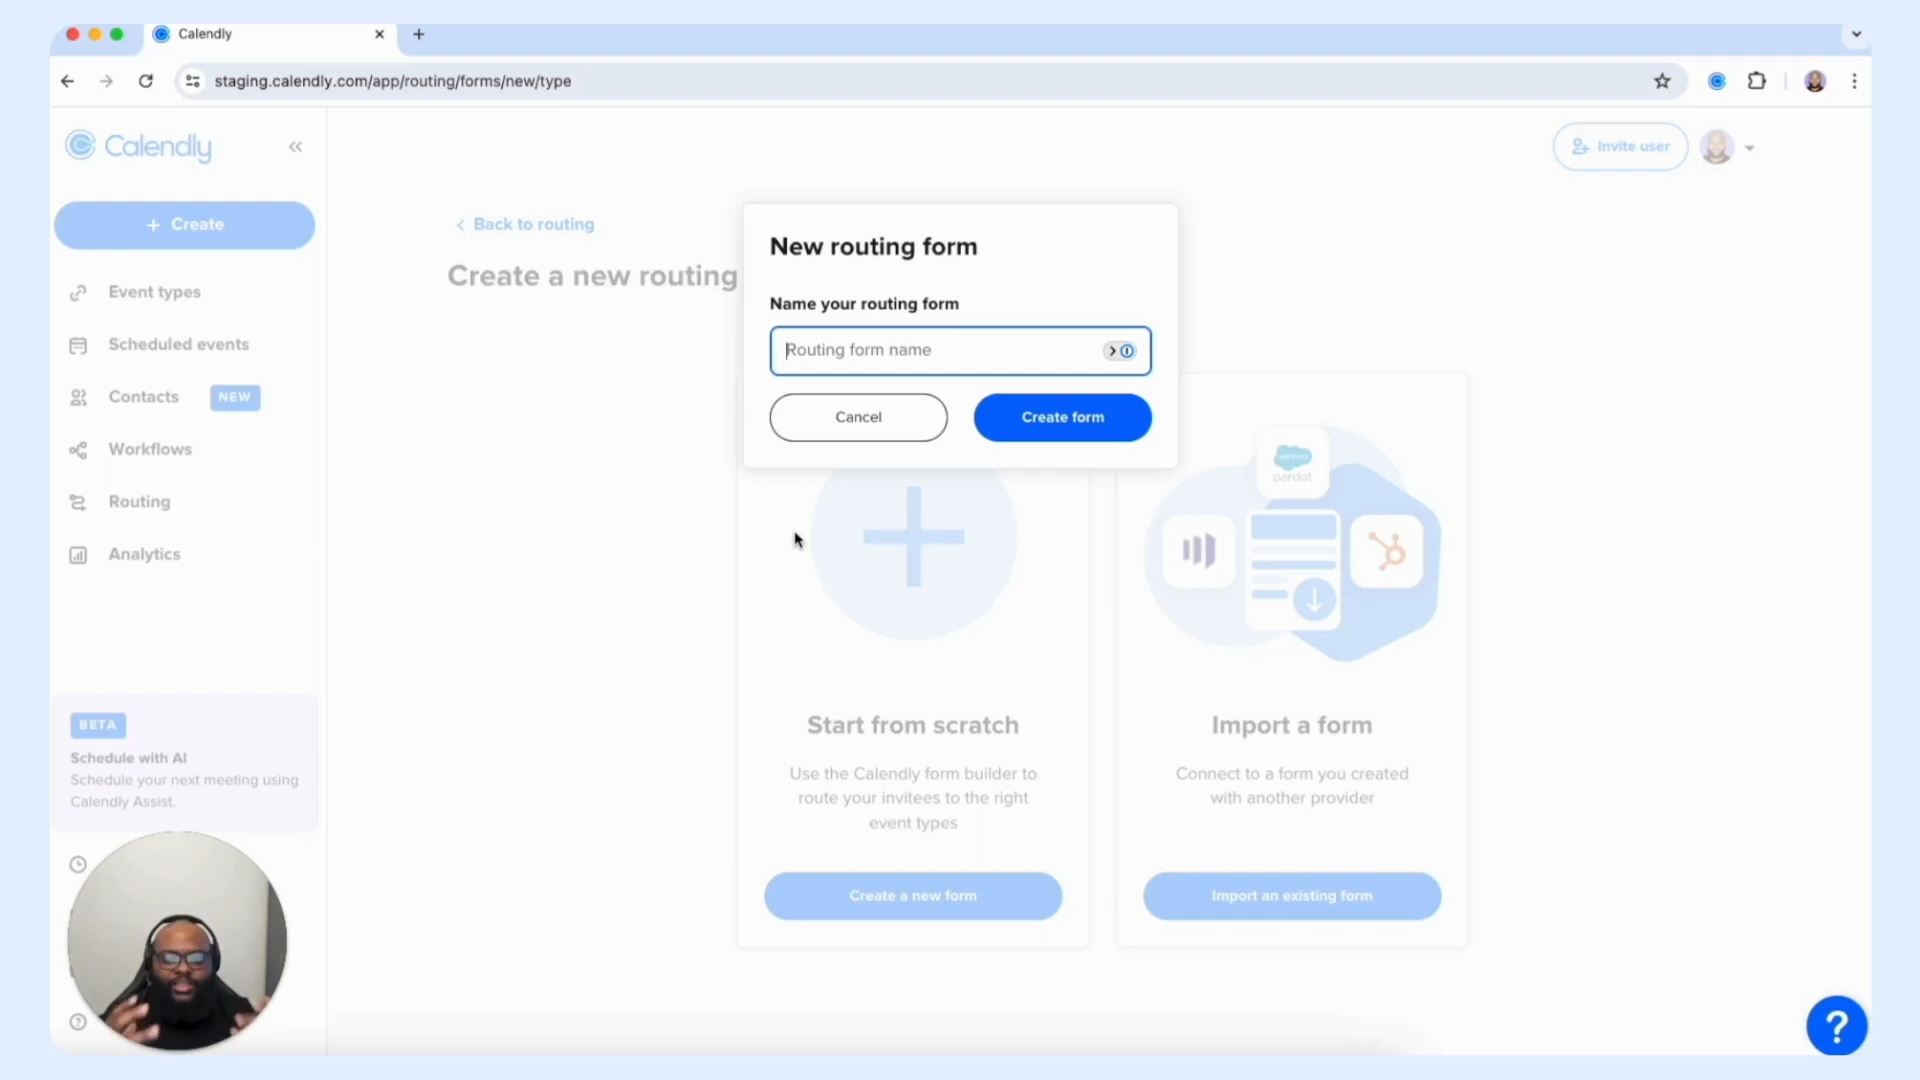 Calendly
staging.calendly.com/app/routing/forms/new/type
Calendly
Invite user
+ Create
Back to routing
Create a new routing
New routing form
Name your routing form
Routing form name
Cancel
Create form
Event types
Scheduled events
Contacts NEW
Workflows
Routing
Analytics
pardot
BETA
Schedule with AI
Schedule your next meeting using
Calendly Assist.
Start from scratch
Use the Calendly form builder to
route your invitees to the right
event types
Create a new form
Import a form
Connect to a form you created
with another provider
Import an existing form
?